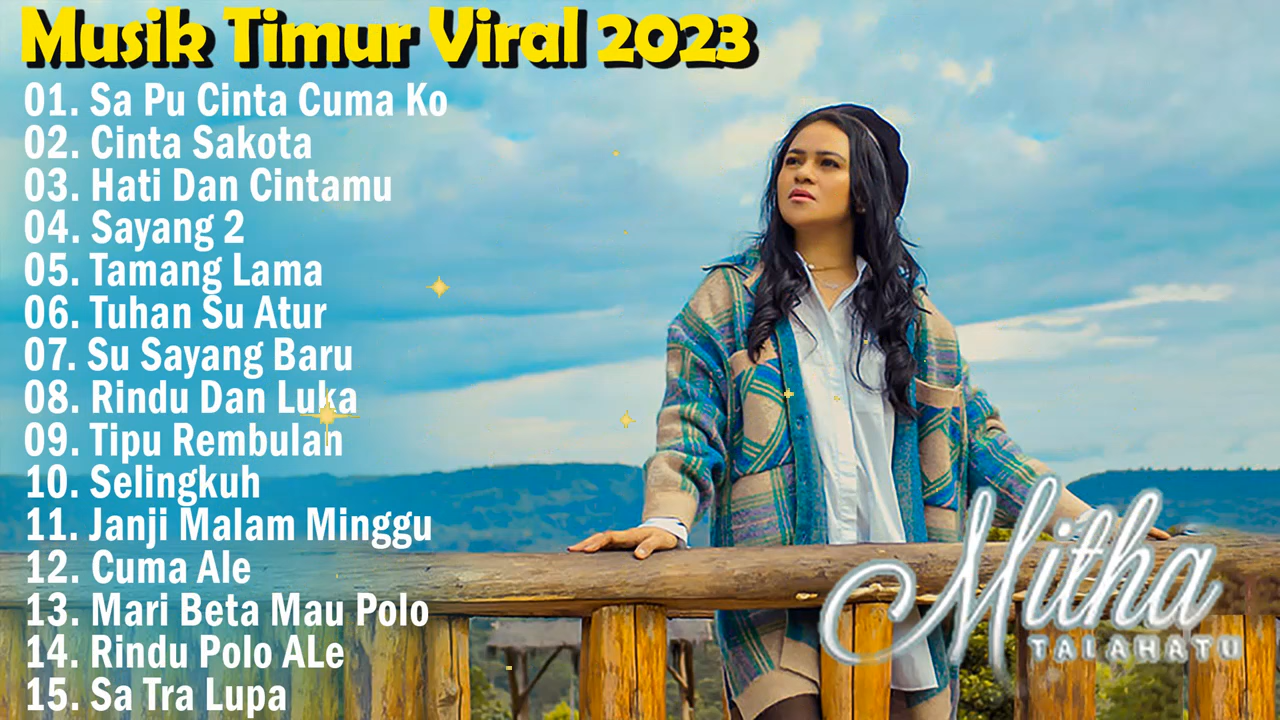 Musik Timur Viral 2023
01. Sa Pu Cinta Cuma Ko
02. Cinta Sakota
03. Hati Dan Cintamu
04. Sayang 2
05. Tamang Lama
06. Tuhan Su Atur
07. Su Sayang Baru
08. Rindu Dan Luka
09. Tipu Rembulan
10. Selingkuh
11. Janji Malam Minggu
12. Cuma Ale
13. Mari Beta Mau Polo
14. Rindu Polo ALe
15. Sa Tra Lupa
Mitha
TALAHATU